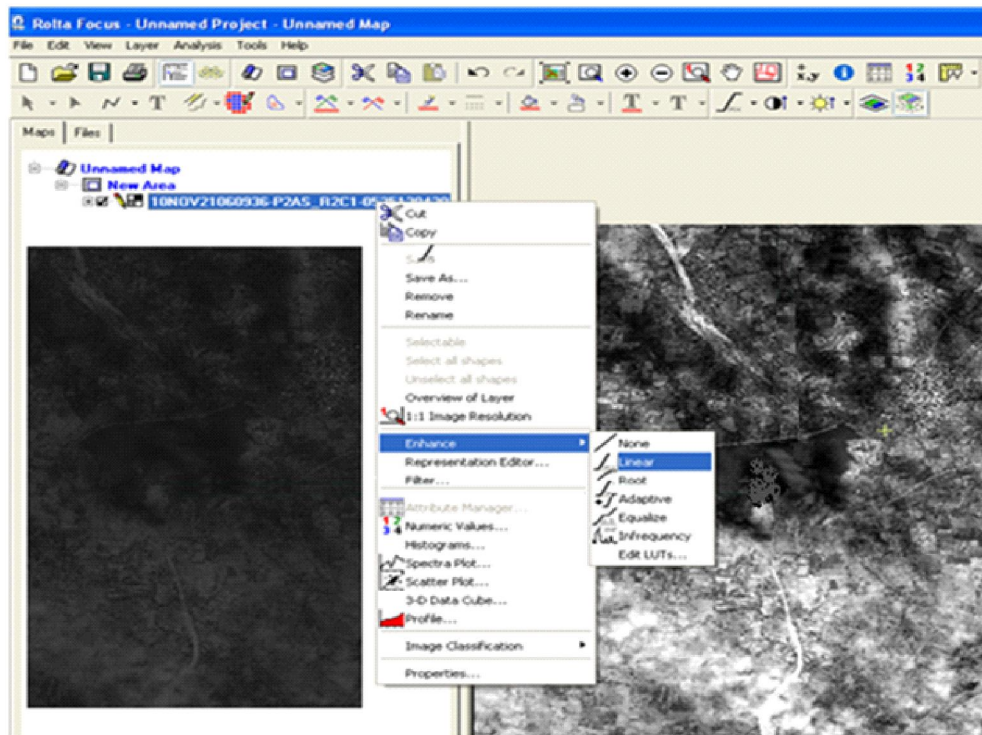 Rolta Focus - Unnamed Project - Unnamed Map
File Edit View Layer Analysis Tools Help
Maps Files
Unnamed Map
New Area
Cut
Copy
Save As...
Remove
Rename
Selectable
Select all shapes
Unselect all shapes
Overview of Layer
1:1 Image Resolution
Enhance
None
Representation Editor...
Linear
Filter...
Root
Adaptive
Attribute Manager...
Equalize
Numeric Values...
Infrequency
Histograms...
Edit LUTs...
Spectra Plot...
Scatter Plot...
3-D Data Cube...
Profile...
Image Classification
Properties...